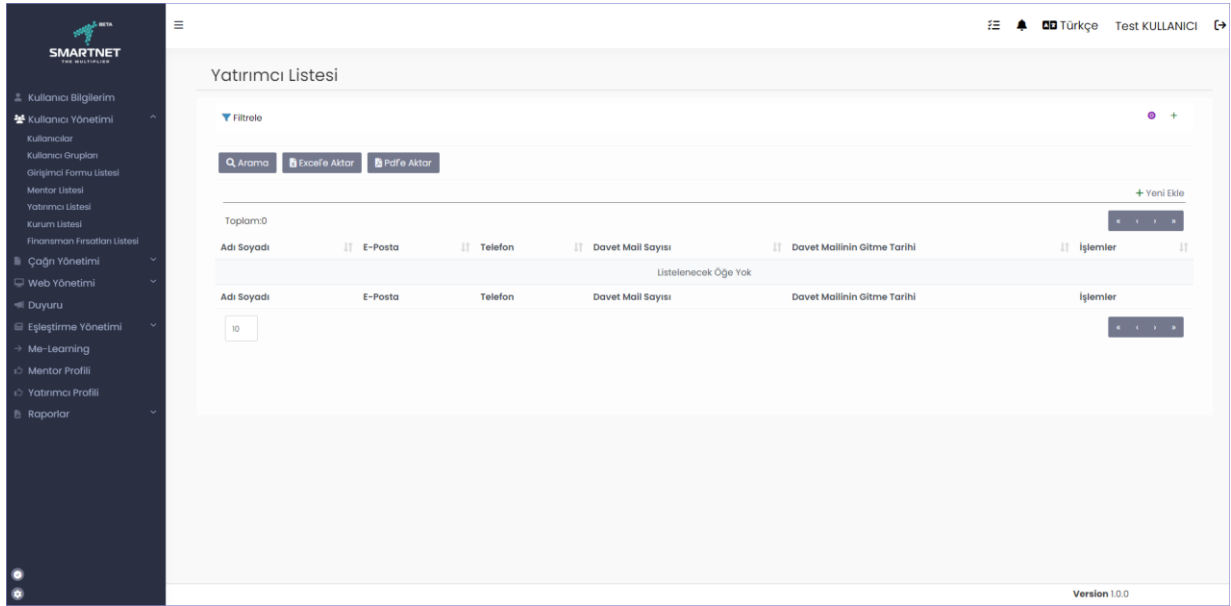 BETA
SMARTNET
THE MULTIPLIER
Türkçe Test KULLANICI
Kullanıcı Bilgilerim
Kullanıcı Yönetimi
Kullanıcılar
Kullanıcı Grupları
Girişimci Formu Listesi
Mentor Listesi
Yatırımcı Listesi
Kurum Listesi
Finansman Fırsatları Listesi
Çağrı Yönetimi
Web Yönetimi
Duyuru
Eşleştirme Yönetimi
Me-Learning
Mentor Profili
Yatırımcı Profili
Raporlar
Yatırımcı Listesi
Filtrele
Arama Excel'e Aktar Pdf'e Aktar
+ Yeni Ekle
Toplam:0
« ‹ › »
Adı Soyadı E-Posta Telefon Davet Mail Sayısı Davet Mailinin Gitme Tarihi İşlemler
Listelenecek Öğe Yok
Adı Soyadı E-Posta Telefon Davet Mail Sayısı Davet Mailinin Gitme Tarihi İşlemler
10
« ‹ › »
Version 1.0.0